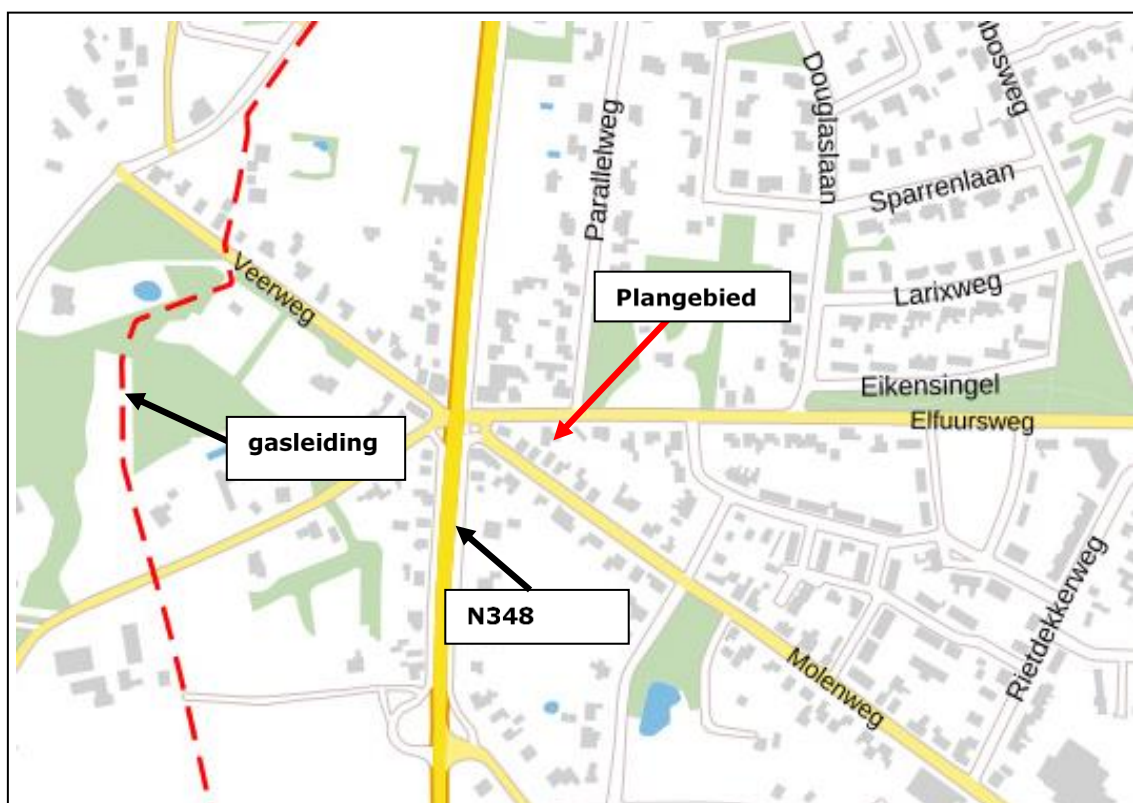 Parallelweg
Douglaslaan
bosweg
Sparrenlaan
Veerweg
Plangebied
Larixweg
Eikensingel
Elfuursweg
gasleiding
N348
Rietdekkerweg
Molenweg